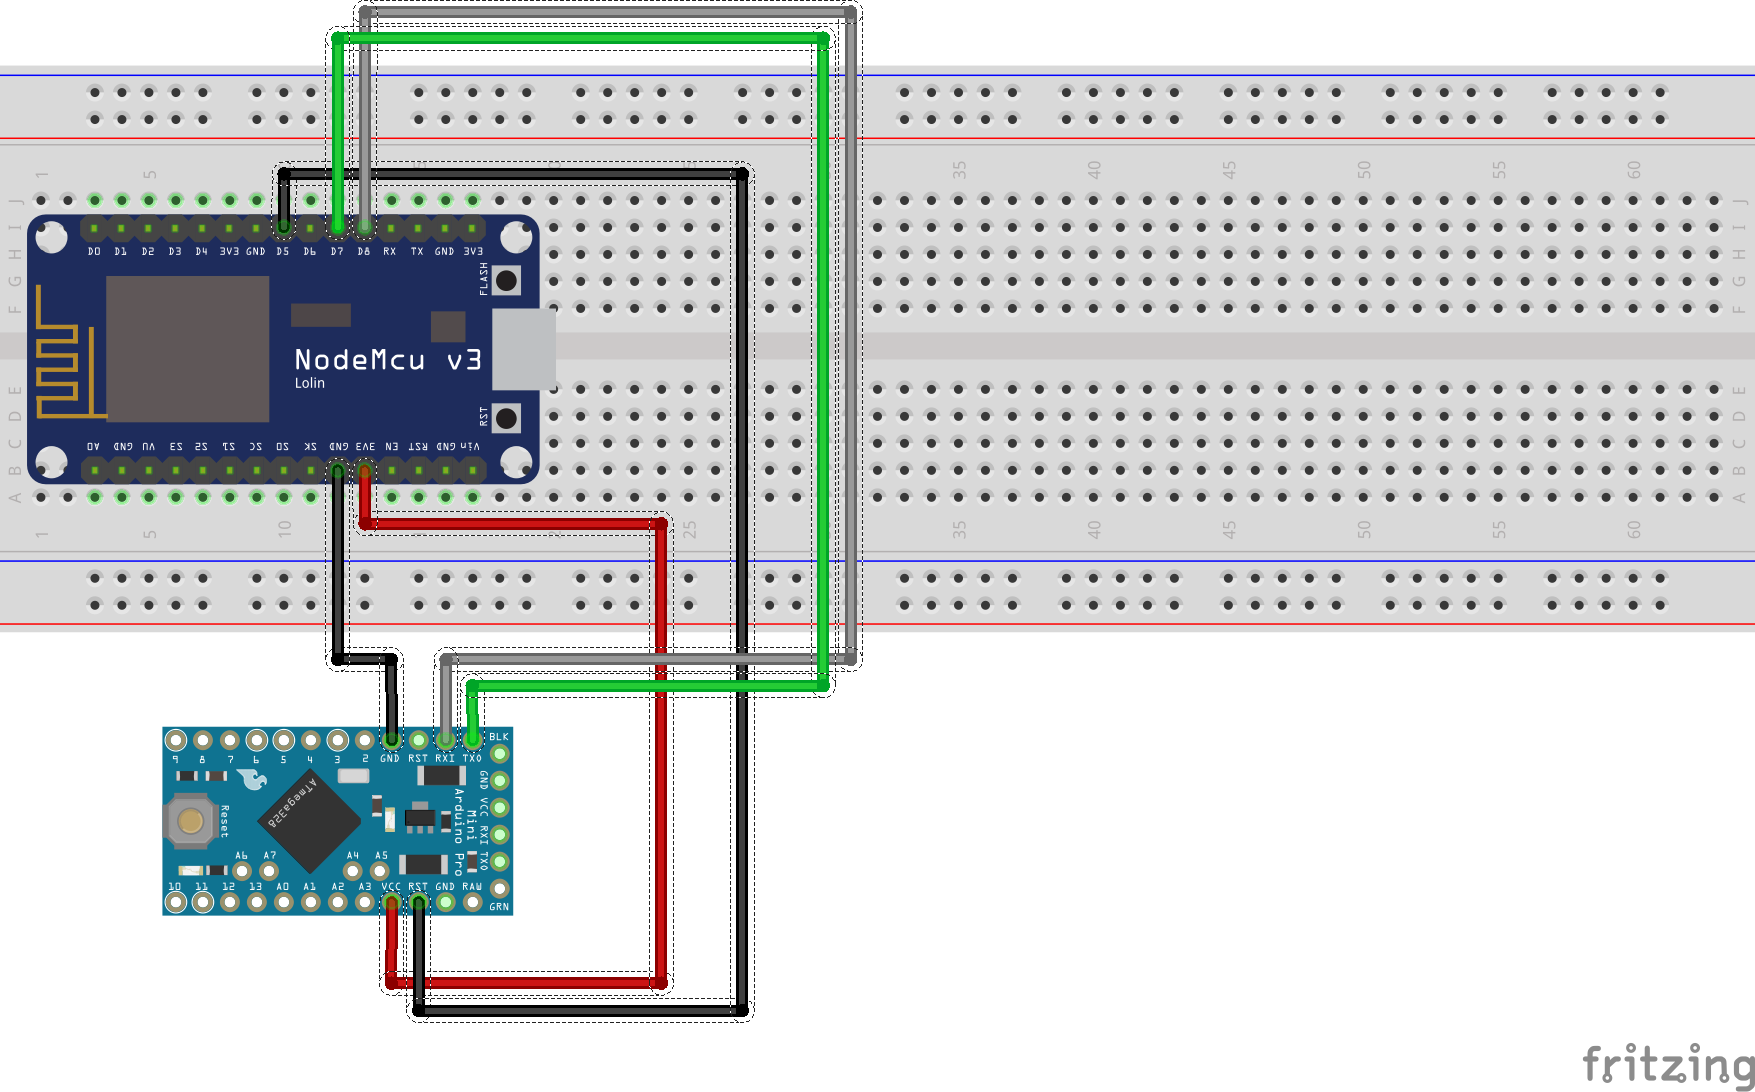 1 5 15 20 25 35 40 45 50 55 60
J J
I I
H H
G G
F F
D0 D1 D2 D3 D4 3V3 GND D5 D6 D7 D8 RX TX GND 3V3
FLASH
NodeMcu v3
Lolin
RST
E E
D D
C C
B B
A A
A0 GND VU S3 S2 S1 SC S0 SK GND 3V3 EN RST GND Vin
1 5 10 25 35 40 45 50 55 60
BLK
9 8 7 6 5 4 3 2 GND RST RXI TXO
GND VCC RXI TXO
ATmega328
Reset
Arduino Pro
Mini
A6 A7 A4 A5
10 11 12 13 A0 A1 A2 A3 VCC RST GND RAW
GRN
fritzing